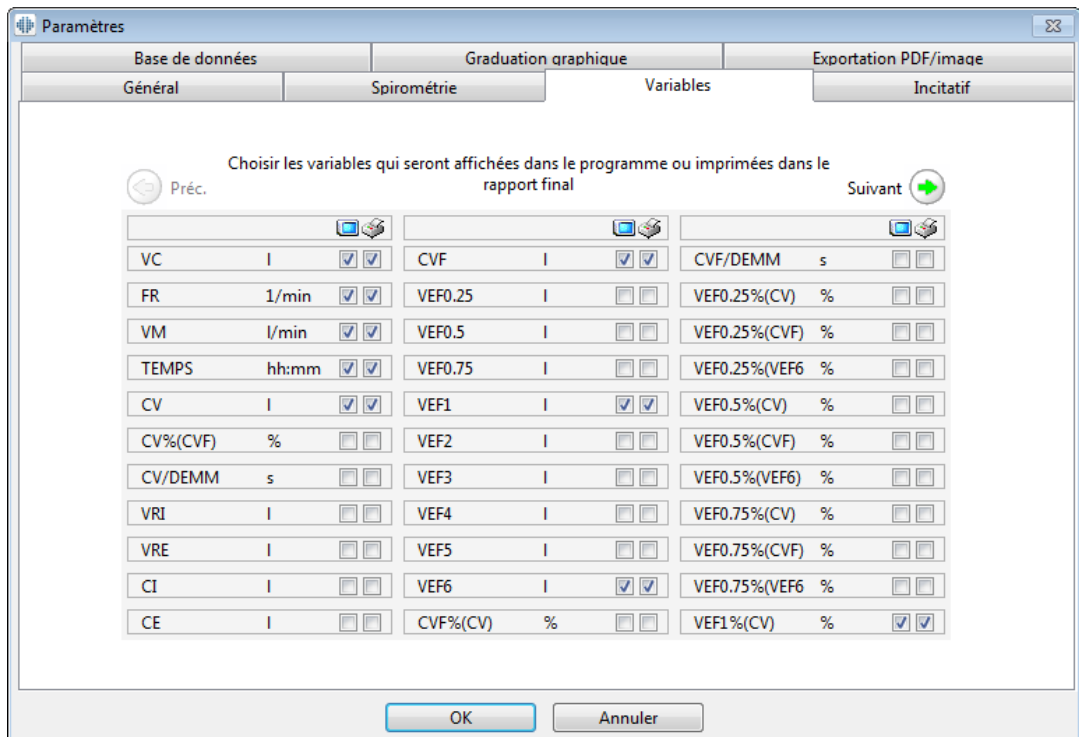 Paramètres
Base de données Graduation graphique Exportation PDF/image
Général Spirométrie Variables Incitatif
Choisir les variables qui seront affichées dans le programme ou imprimées dans le
rapport final
Préc. Suivant
VC l CVF l CVF/DEMM s
FR 1/min VEF0.25 l VEF0.25%(CV) %
VM l/min VEF0.5 l VEF0.25%(CVF) %
TEMPS hh:mm VEF0.75 l VEF0.25%(VEF6 %
CV l VEF1 l VEF0.5%(CV) %
CV%(CVF) % VEF2 l VEF0.5%(CVF) %
CV/DEMM s VEF3 l VEF0.5%(VEF6) %
VRI l VEF4 l VEF0.75%(CV) %
VRE l VEF5 l VEF0.75%(CVF) %
CI l VEF6 l VEF0.75%(VEF6 %
CE l CVF%(CV) % VEF1%(CV) %
OK Annuler